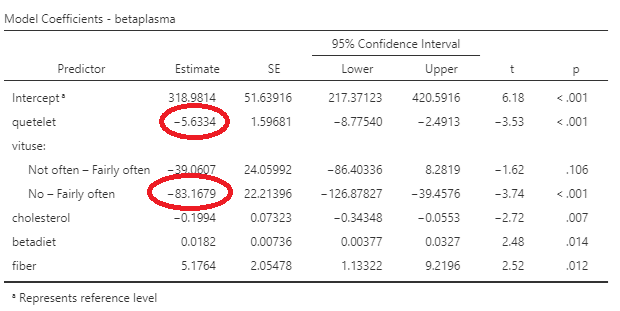 Model Coefficients - betaplasma
95% Confidence Interval
Predictor Estimate SE Lower Upper t p
Intercept ᵃ 318.9814 51.63916 217.37123 420.5916 6.18 < .001
quetelet −5.6334 1.59681 −8.77540 −2.4913 −3.53 < .001
vituse:
Not often – Fairly often −39.0607 24.05992 −86.40336 8.2819 −1.62 .106
No – Fairly often −83.1679 22.21396 −126.87827 −39.4576 −3.74 < .001
cholesterol −0.1994 0.07323 −0.34348 −0.0553 −2.72 .007
betadiet 0.0182 0.00736 0.00377 0.0327 2.48 .014
fiber 5.1764 2.05478 1.13322 9.2196 2.52 .012
ᵃ Represents reference level